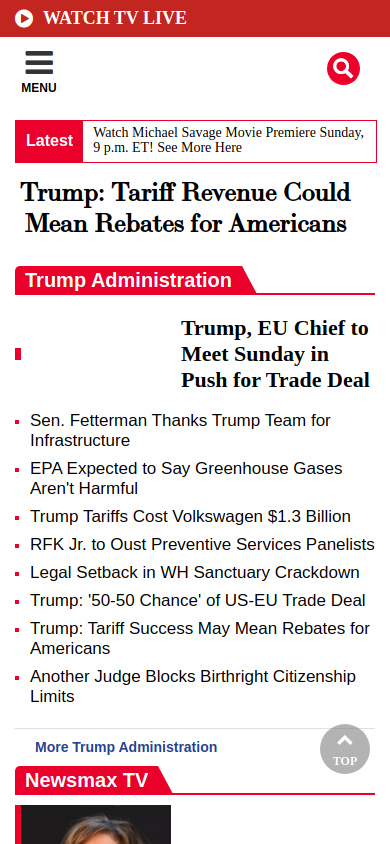 WATCH TV LIVE
MENU
Latest
Watch Michael Savage Movie Premiere Sunday,
9 p.m. ET! See More Here
Trump: Tariff Revenue Could
Mean Rebates for Americans
Trump Administration
Trump, EU Chief to
Meet Sunday in
Push for Trade Deal
Sen. Fetterman Thanks Trump Team for
Infrastructure
EPA Expected to Say Greenhouse Gases
Aren't Harmful
Trump Tariffs Cost Volkswagen $1.3 Billion
RFK Jr. to Oust Preventive Services Panelists
Legal Setback in WH Sanctuary Crackdown
Trump: '50-50 Chance' of US-EU Trade Deal
Trump: Tariff Success May Mean Rebates for
Americans
Another Judge Blocks Birthright Citizenship
Limits
More Trump Administration
TOP
Newsmax TV